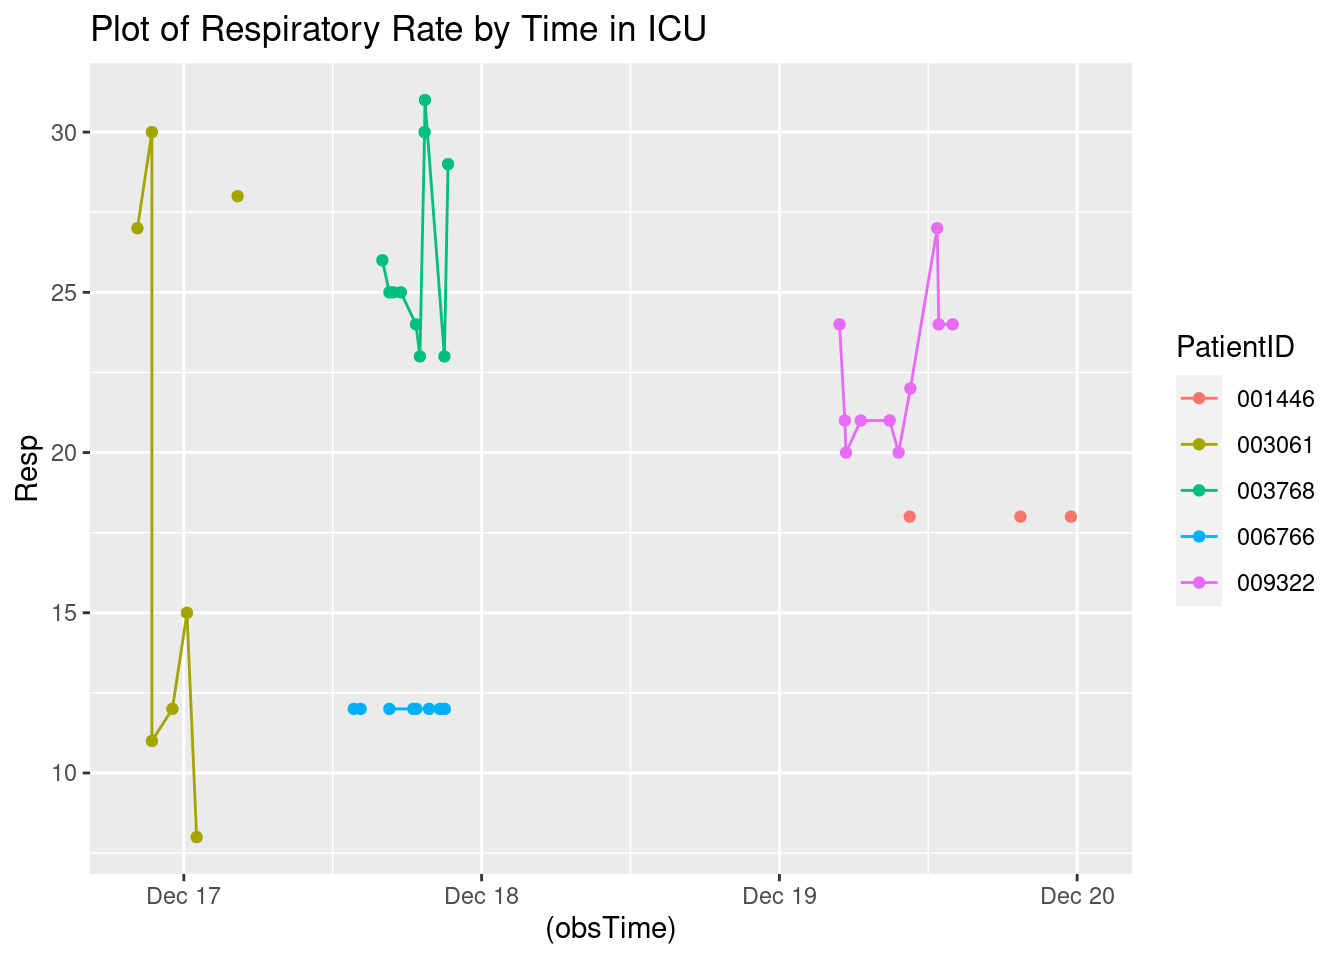 Plot of Respiratory Rate by Time in ICU
30
25
20
15
10
Resp
Dec 17
Dec 18
Dec 19
Dec 20
(obsTime)
PatientID
001446
003061
003768
006766
009322